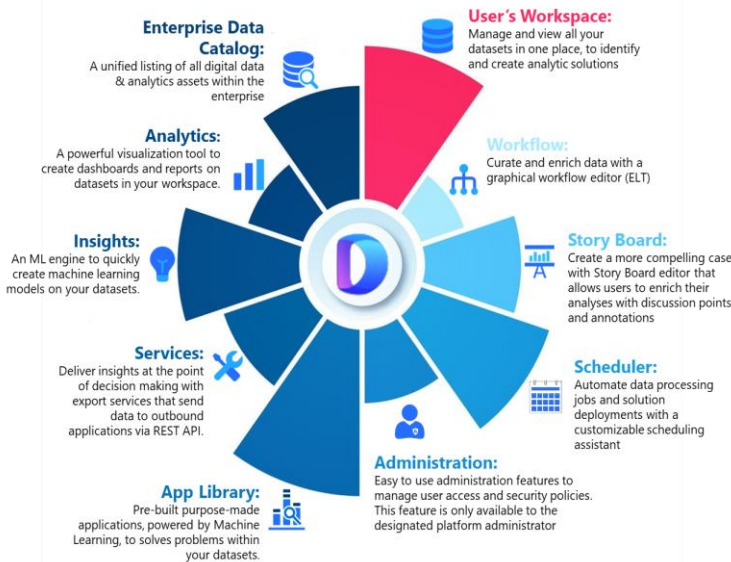 Enterprise Data
Catalog:
A unified listing of all digital data
& analytics assets within the
enterprise
User's Workspace:
Manage and view all your
datasets in one place, to identify
and create analytic solutions
Analytics:
A powerful visualization tool to
create dashboards and reports on
datasets in your workspace.
Workflow:
Curate and enrich data with a
graphical workflow editor (ELT)
Insights:
An ML engine to quickly
create machine learning
models on your datasets.
Story Board:
Create a more compelling case
with Story Board editor that
allows users to enrich their
analyses with discussion points
and annotations
Services:
Deliver insights at the point
of decision making with
export services that send
data to outbound
applications via REST API.
Scheduler:
Automate data processing
jobs and solution
deployments with a
customizable scheduling
assistant
App Library:
Pre-built purpose-made
applications, powered by Machine
Learning, to solves problems within
your datasets.
Administration:
Easy to use administration features to
manage user access and security policies.
This feature is only available to the
designated platform administrator
D